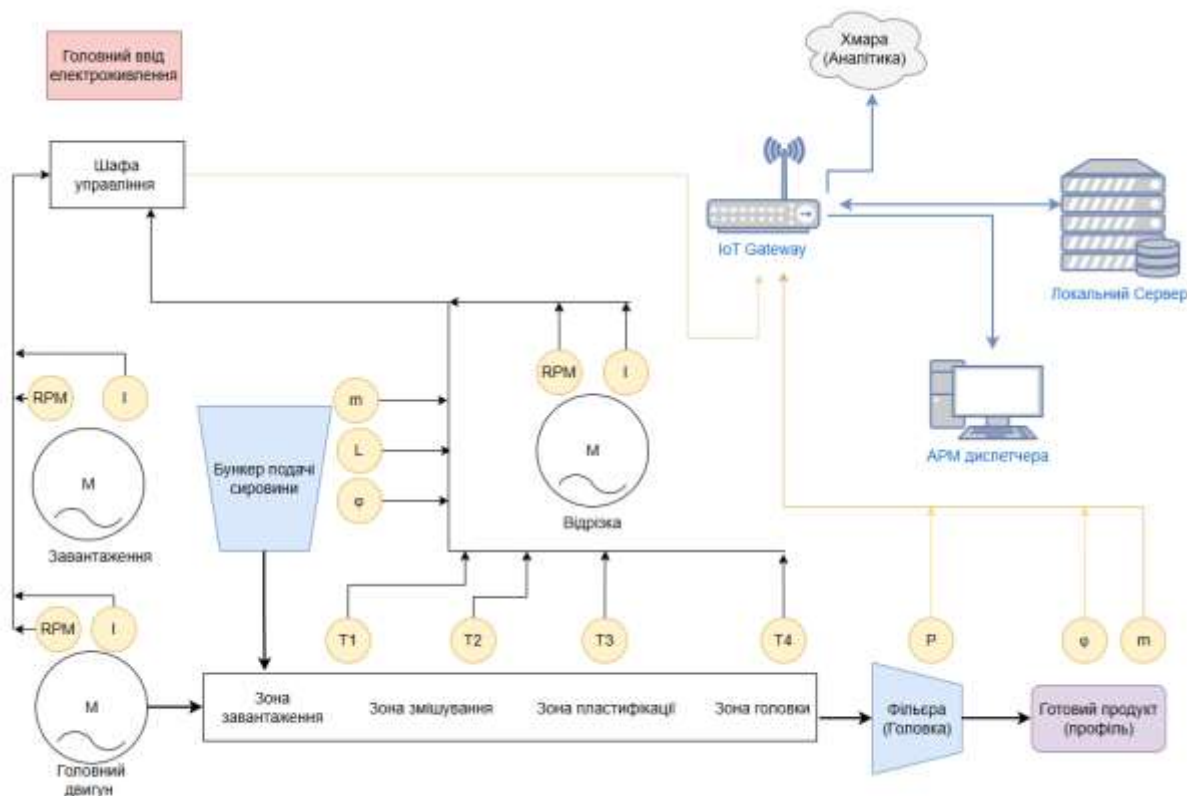 Головний ввід
електроживлення
Хмара
(Аналітика)
Шафа
управління
IoT Gateway
Локальний Сервер
RPM
I
RPM
I
m
L
φ
Бункер подачі
сировини
M
Завантаження
M
Відрізка
АРМ диспетчера
RPM
I
T1
T2
T3
T4
P
φ
m
M
Головний
двигун
Зона
завантаження
Зона змішування
Зона пластифікації
Зона головки
Фільєра
(Головка)
Готовий продукт
(профіль)